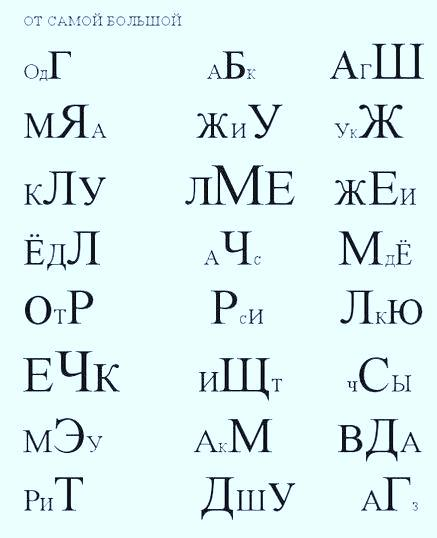 ОТ САМОЙ БОЛЬШОЙ
ОдГ АБК АГШ
МЯА ЖИУ УКЖ
КЛУ ЛМЕ ЖЕИ
ЁДЛ АЧС МДЁ
ОТР РСИ ЛКЮ
ЕЧК ИЩТ ЧСЫ
МЭУ АКМ ВДА
РИТ ДШУ АГЗ